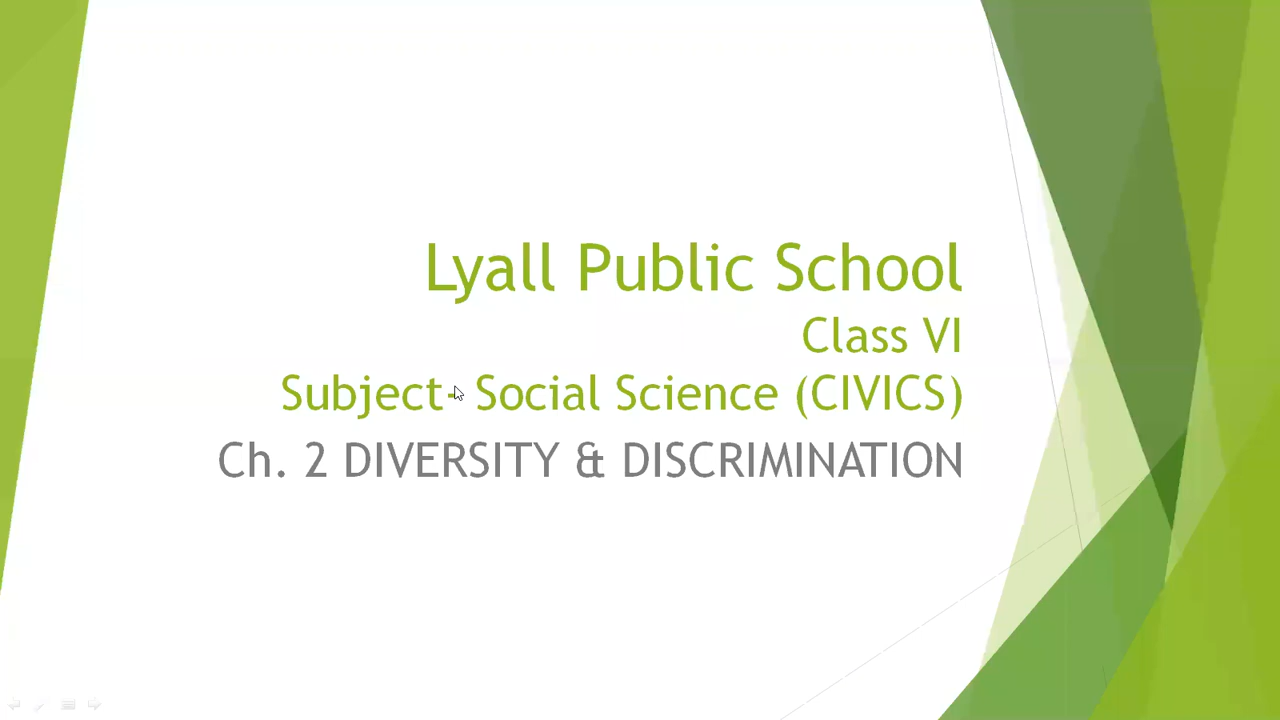 Lyall Public School
Class VI
Subject- Social Science (CIVICS)
Ch. 2 DIVERSITY & DISCRIMINATION